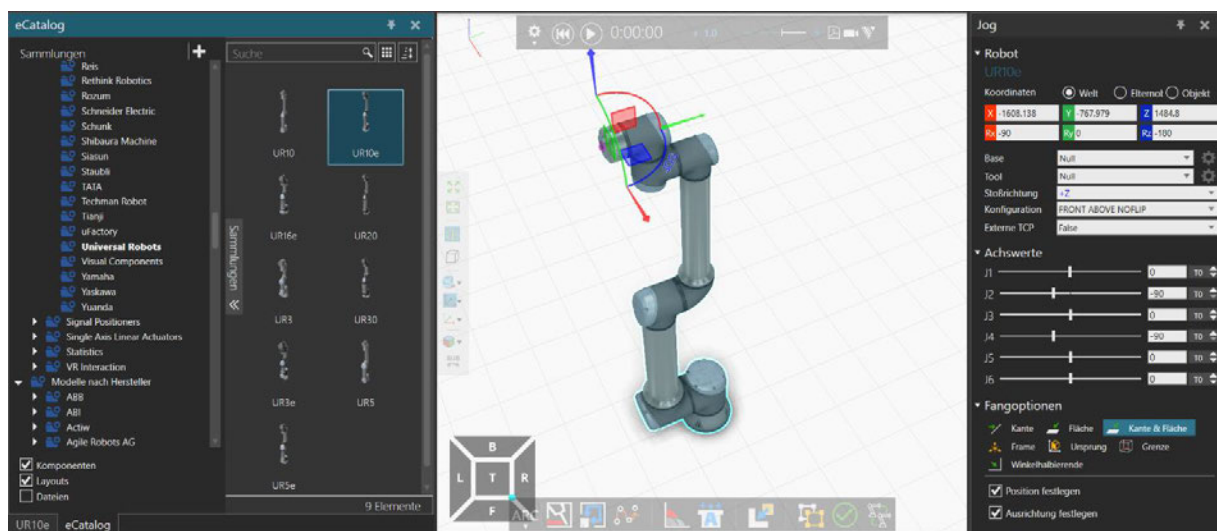 eCatalog
Sammlungen
Reis
Rethink Robotics
Rozum
Schneider Electric
Schunk
Shibaura Machine
Siasun
Staubli
TATA
Techman Robot
Tianji
uFactory
Universal Robots
Visual Components
Yamaha
Yaskawa
Yuanda
Signal Positioners
Single Axis Linear Actuators
Statistics
VR Interaction
Modelle nach Hersteller
ABB
ABI
Actiw
Agile Robots AG
Komponenten
Layouts
Dateien
UR10e eCatalog
Suche
Sammlungen
UR10 UR10e
UR16e UR20
UR3 UR30
UR3e UR5
UR5e
9 Elemente
0:00:00 1.0
B
L T R
F
ARC
Jog
Robot
UR10e
Koordinaten Welt Elternot Objekt
X -1608.138 Y -767.979 Z 1484.8
Rx -90 Ry 0 Rz -180
Base Null
Tool Null
Stoßrichtung +Z
Konfiguration FRONT ABOVE NOFLIP
Externe TCP False
Achswerte
J1 0
J2 -90
J3 0
J4 -90
J5 0
J6 0
Fangoptionen
Kante Fläche Kante & Fläche
Frame Ursprung Grenze
Winkelhalbierende
Position festlegen
Ausrichtung festlegen